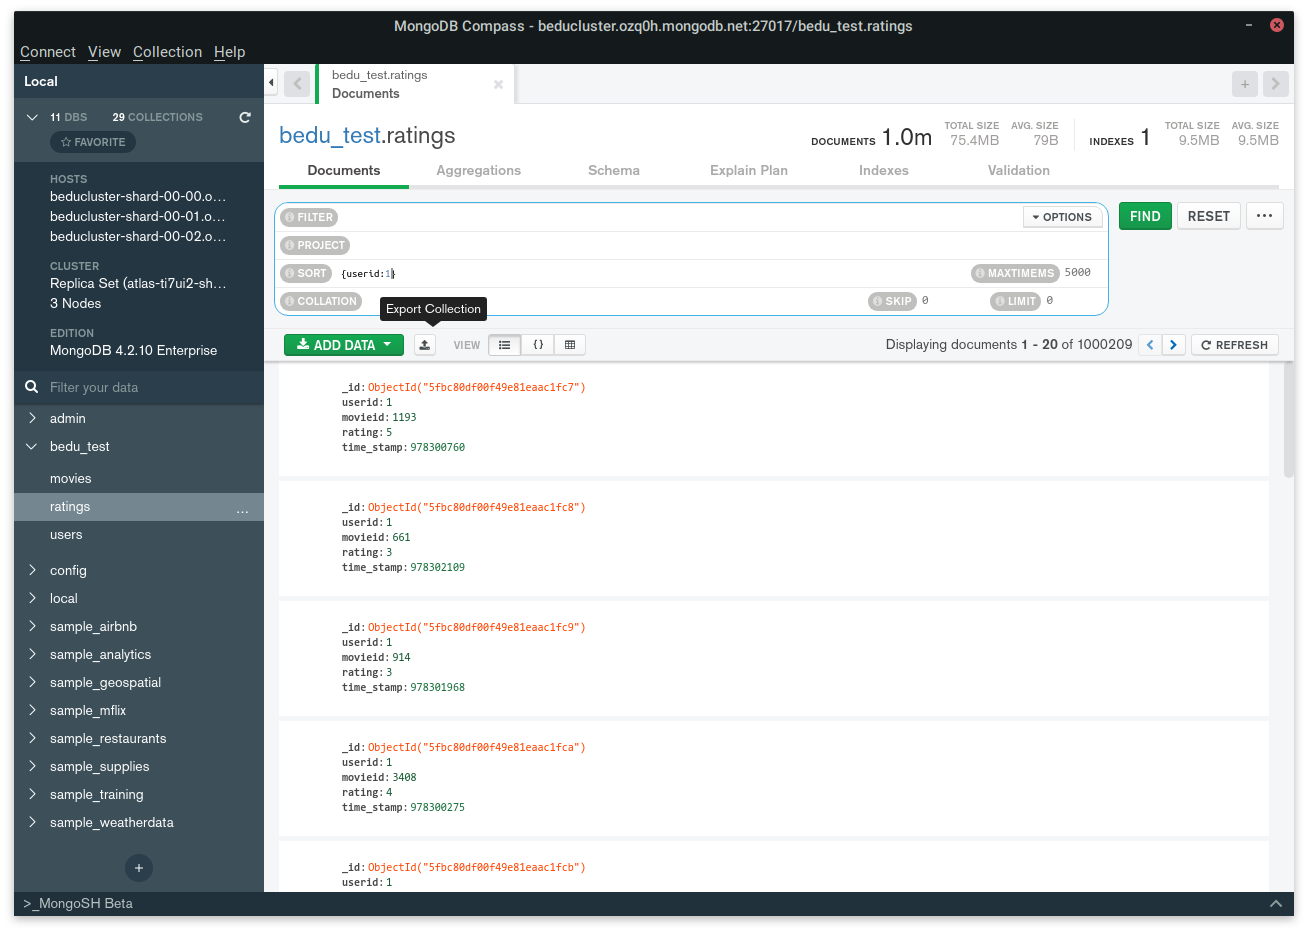 MongoDB Compass - beducluster.ozq0h.mongodb.net:27017/bedu_test.ratings
Connect View Collection Help
Local
11 DBS 29 COLLECTIONS
FAVORITE
HOSTS
beducluster-shard-00-00.o...
beducluster-shard-00-01.o...
beducluster-shard-00-02.o...
CLUSTER
Replica Set (atlas-ti7ui2-sh...
3 Nodes
EDITION
MongoDB 4.2.10 Enterprise
Filter your data
admin
bedu_test
movies
ratings ...
users
config
local
sample_airbnb
sample_analytics
sample_geospatial
sample_mflix
sample_restaurants
sample_supplies
sample_training
sample_weatherdata
+
bedu_test.ratings
Documents
bedu_test.ratings
DOCUMENTS 1.0m TOTAL SIZE 75.4MB AVG. SIZE 79B INDEXES 1 TOTAL SIZE 9.5MB AVG. SIZE 9.5MB
Documents Aggregations Schema Explain Plan Indexes Validation
FILTER OPTIONS FIND RESET ...
PROJECT
SORT {userid:1} MAXTIMEMS 5000
COLLATION SKIP 0 LIMIT 0
Export Collection
ADD DATA VIEW {} Displaying documents 1 - 20 of 1000209 < > REFRESH
_id: ObjectId("5fbc80df00f49e81eaac1fc7")
userid: 1
movieid: 1193
rating: 5
time_stamp: 978300760
_id: ObjectId("5fbc80df00f49e81eaac1fc8")
userid: 1
movieid: 661
rating: 3
time_stamp: 978302109
_id: ObjectId("5fbc80df00f49e81eaac1fc9")
userid: 1
movieid: 914
rating: 3
time_stamp: 978301968
_id: ObjectId("5fbc80df00f49e81eaac1fca")
userid: 1
movieid: 3408
rating: 4
time_stamp: 978300275
_id: ObjectId("5fbc80df00f49e81eaac1fcb")
userid: 1
>_MongoSH Beta